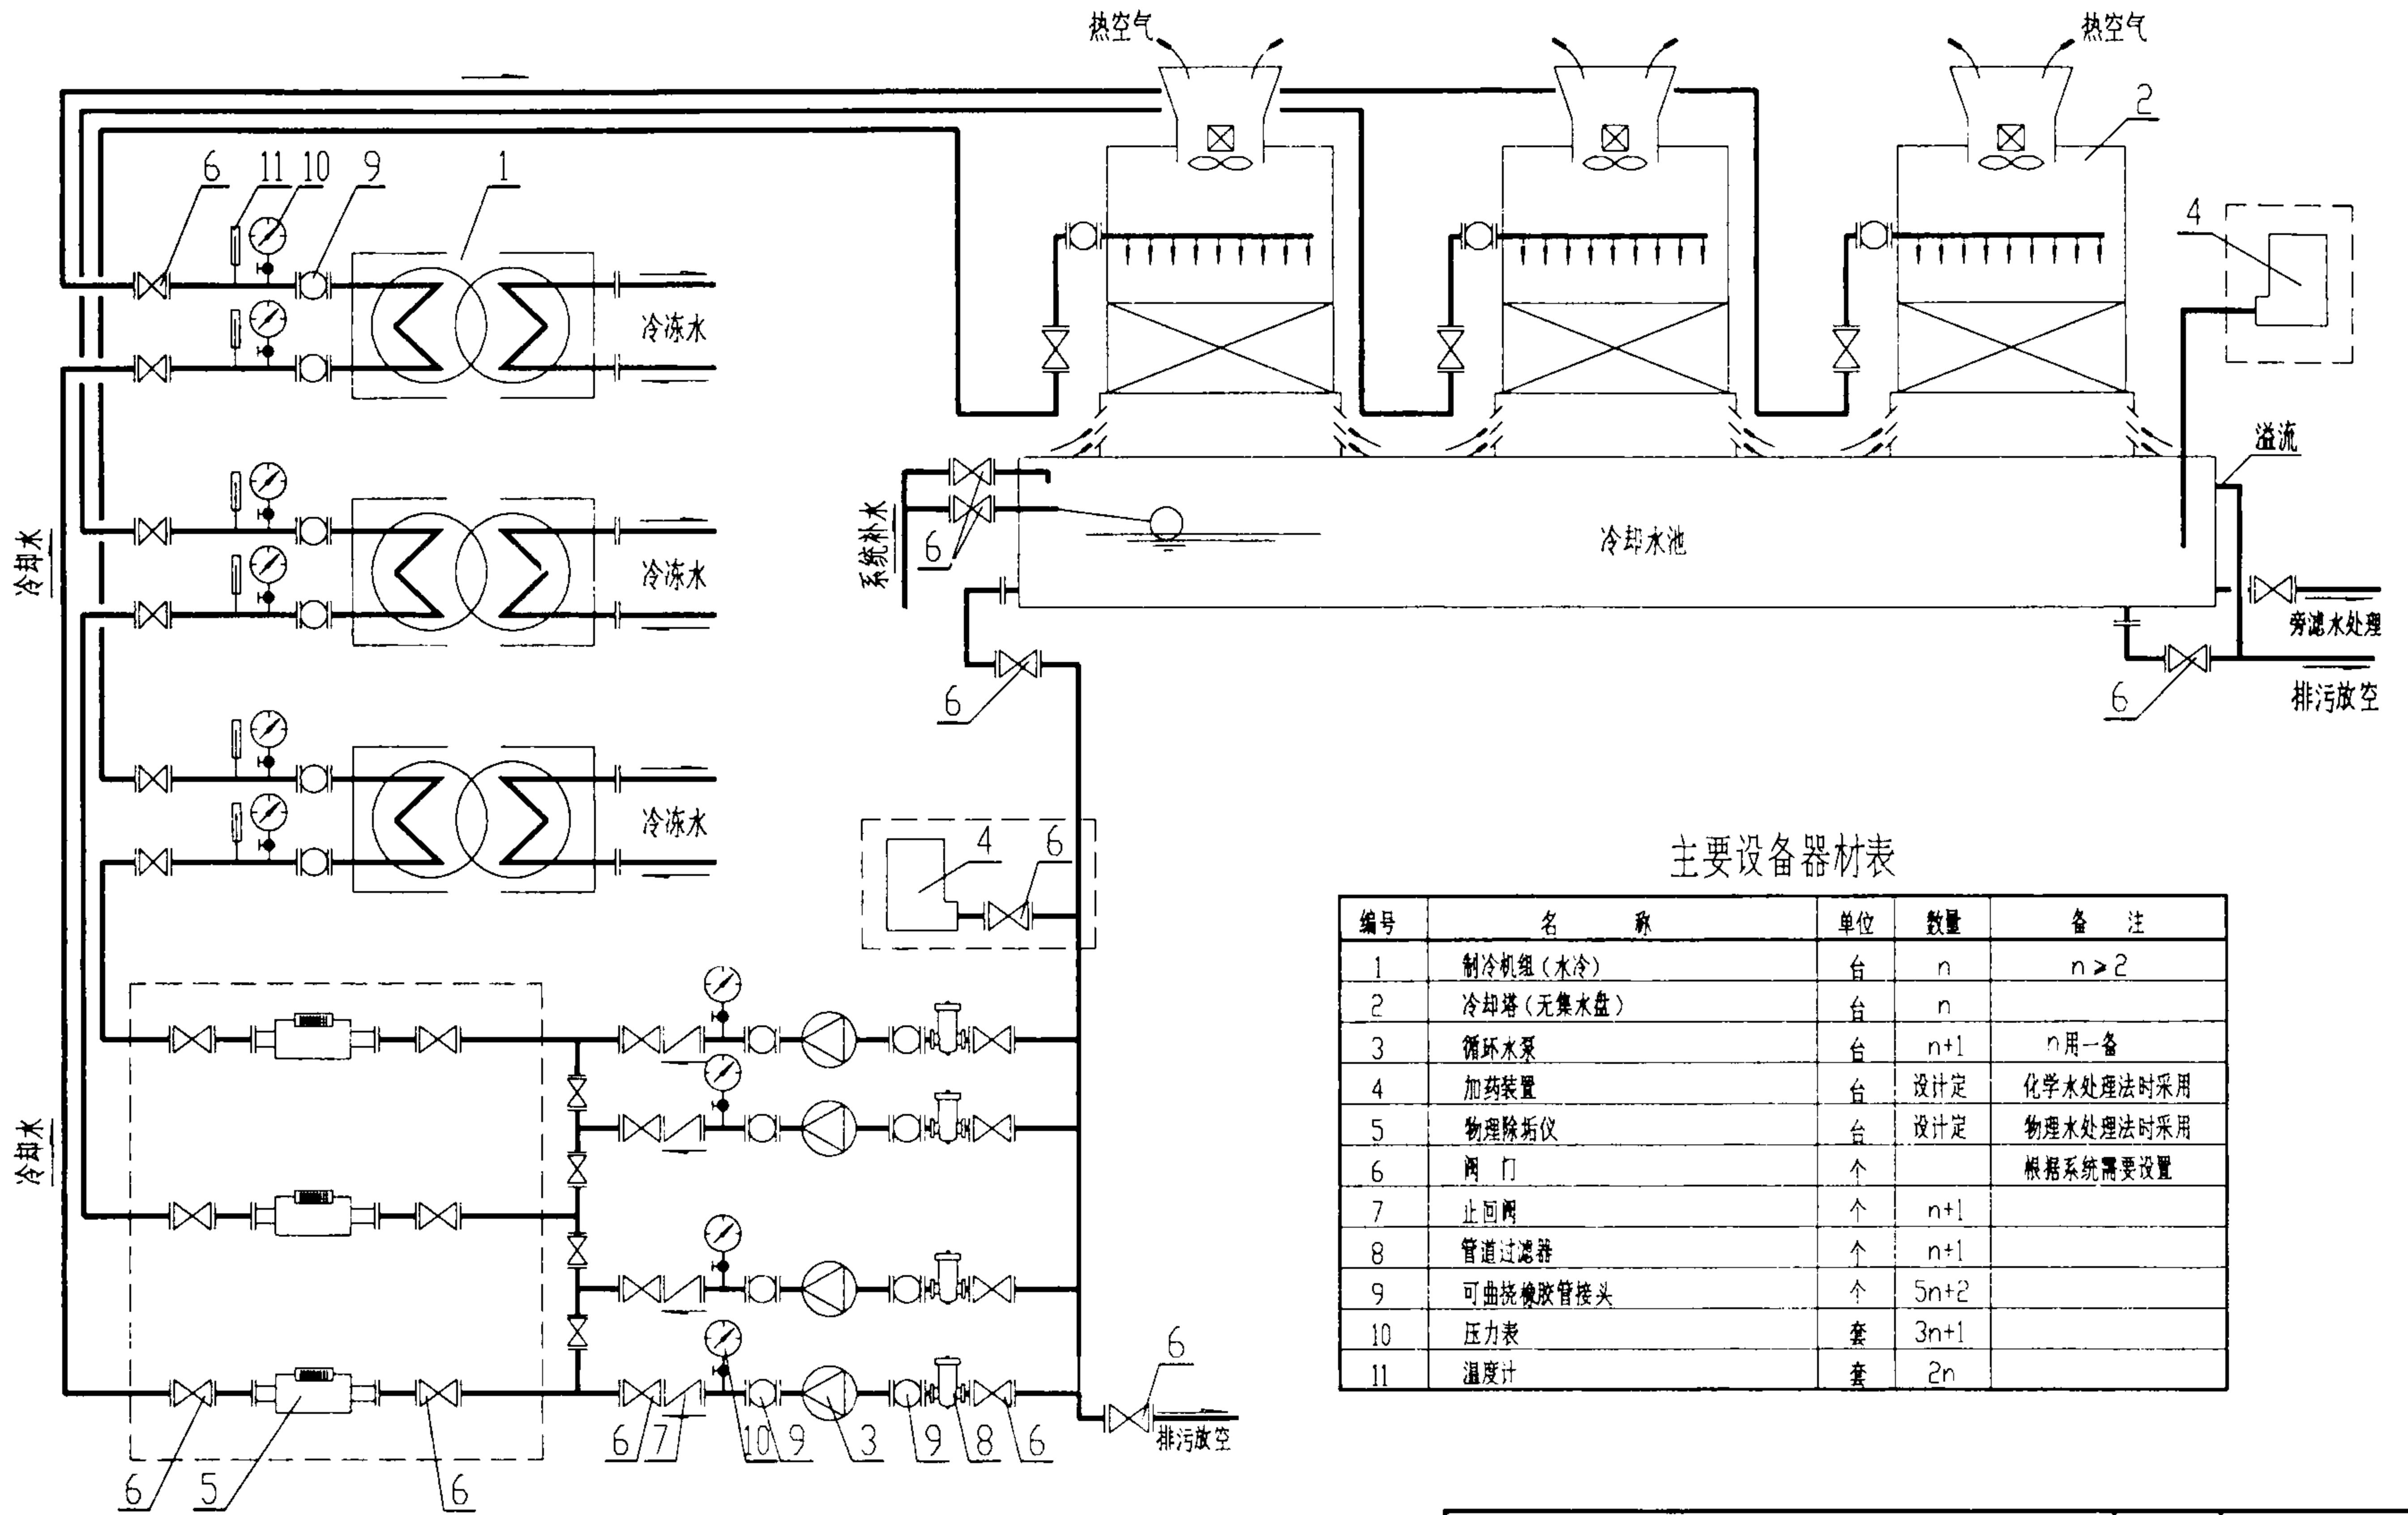 热空气
热空气
2
6 11 10 9 1
4
冷冻水
溢流
冷却水
系统补水
6
冷却水池
冷冻水
旁滤水处理
6
6
排污放空
冷冻水
4 6
主要设备器材表
编号 名 称 单位 数量 备 注
1 制冷机组(水冷) 台 n n≥2
2 冷却塔(无集水盘) 台 n
3 循环水泵 台 n+1 n用一备
4 加药装置 台 设计定 化学水处理法时采用
5 物理除垢仪 台 设计定 物理水处理法时采用
6 阀 门 个 根据系统需要设置
7 止回阀 个 n+1
8 管道过滤器 个 n+1
9 可曲挠橡胶管接头 个 5n+2
10 压力表 套 3n+1
11 温度计 套 2n
冷却水
6
6 7 10 9 3 9 8 6
排污放空
6 5 6